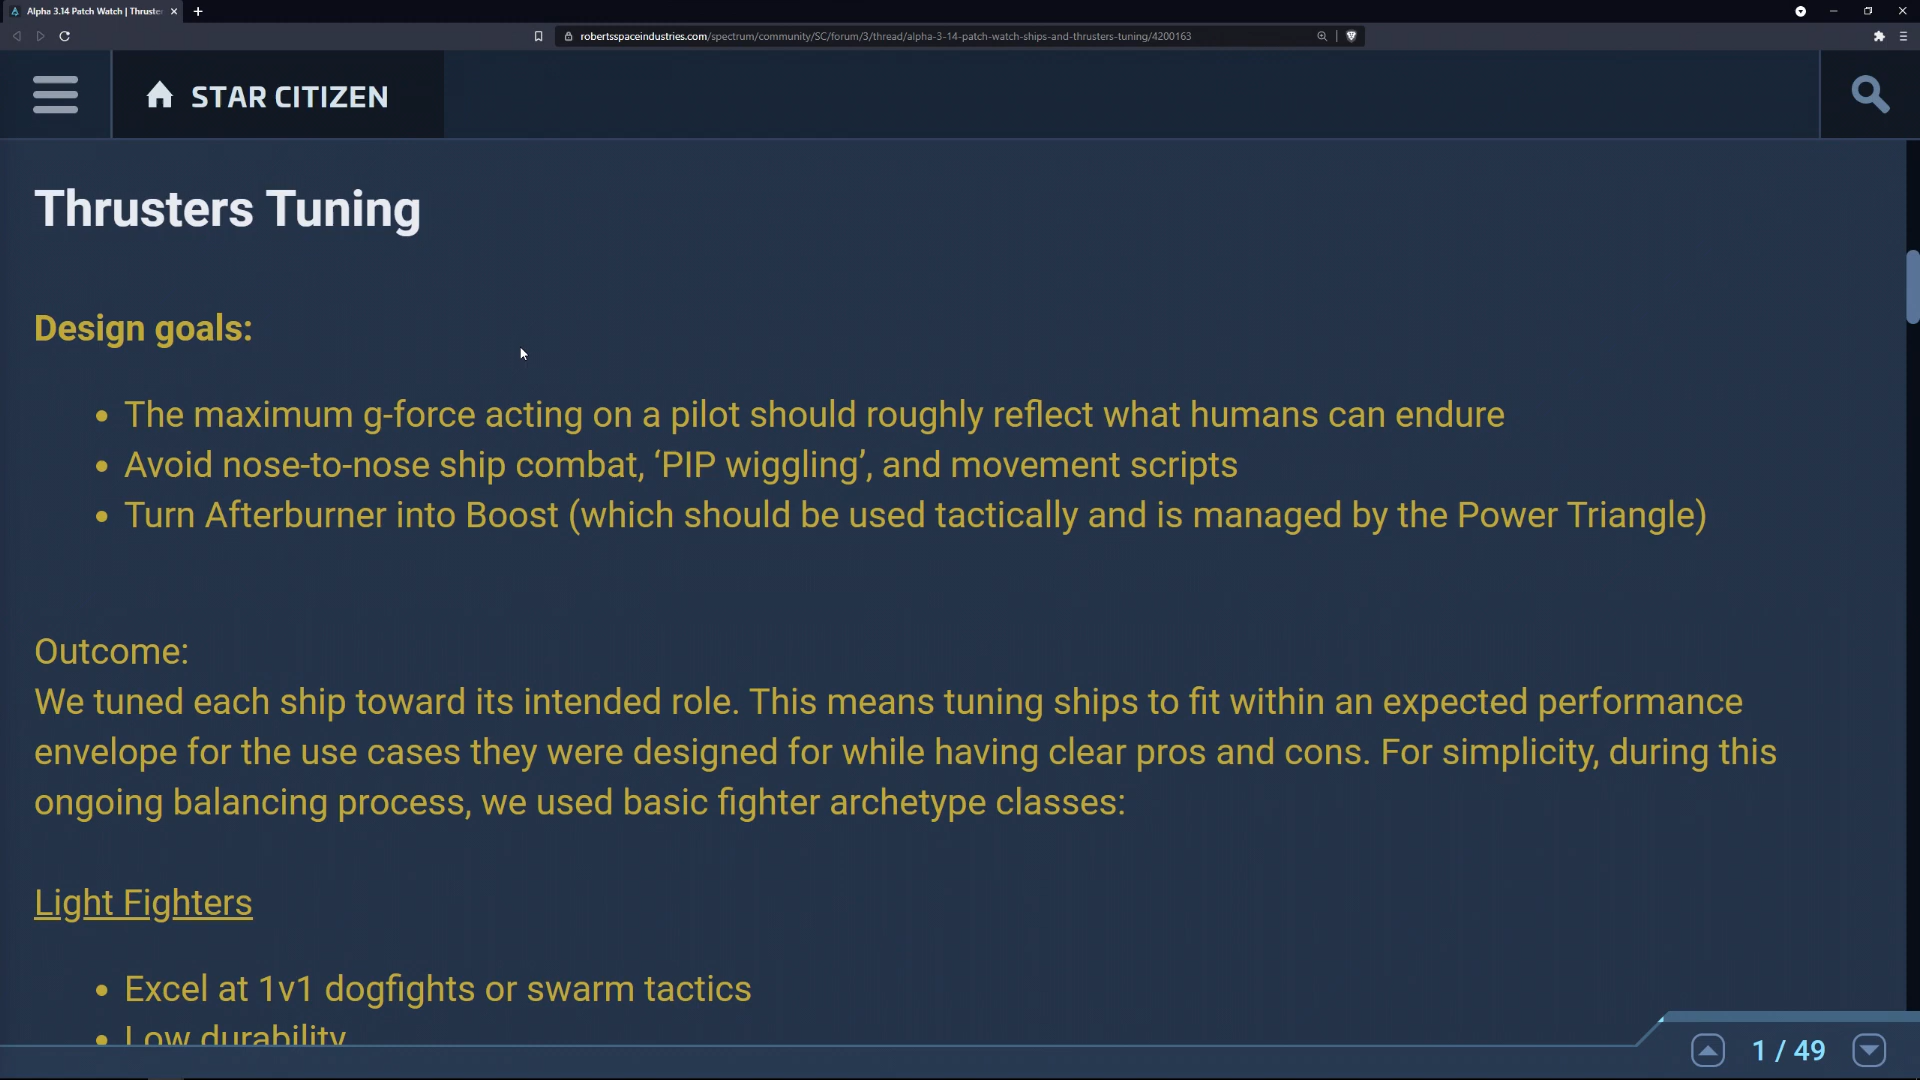 Alpha 3.14 Patch Watch | Thruste
robertsspaceindustries.com/spectrum/community/SC/forum/3/thread/alpha-3-14-patch-watch-ships-and-thrusters-tuning/4200163
STAR CITIZEN
Thrusters Tuning
Design goals:
• The maximum g-force acting on a pilot should roughly reflect what humans can endure
• Avoid nose-to-nose ship combat, ‘PIP wiggling’, and movement scripts
• Turn Afterburner into Boost (which should be used tactically and is managed by the Power Triangle)
Outcome:
We tuned each ship toward its intended role. This means tuning ships to fit within an expected performance
envelope for the use cases they were designed for while having clear pros and cons. For simplicity, during this
ongoing balancing process, we used basic fighter archetype classes:
Light Fighters
• Excel at 1v1 dogfights or swarm tactics
• Low durability
1 / 49